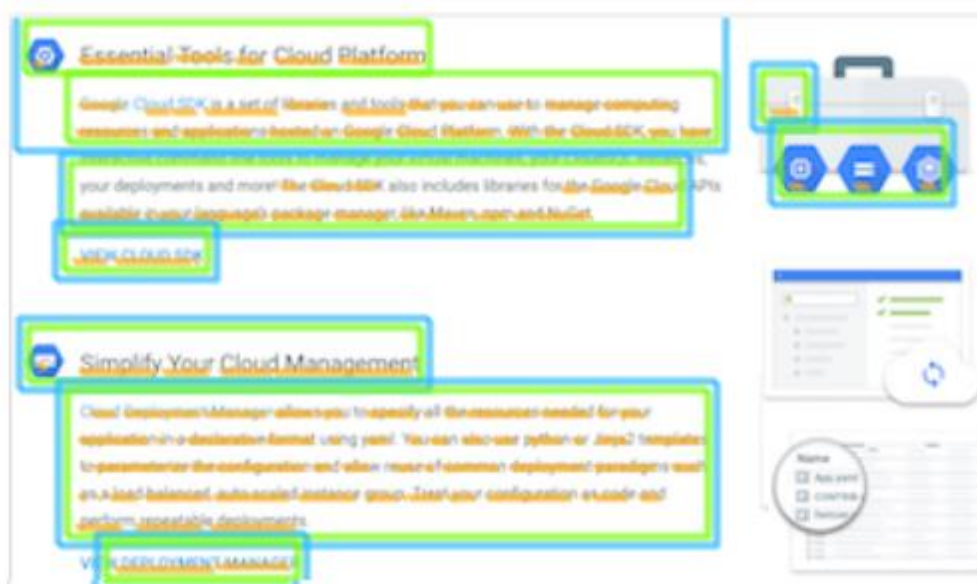 Essential Tools for Cloud Platform
Google Cloud SDK is a set of libraries and tools that you can use to manage computing
resources and applications hosted on Google Cloud Platform. With the Cloud SDK, you have
your deployments and more! The Cloud SDK also includes libraries for the Google Cloud APIs
available in your language's package manager, like Maven, npm and NuGet.
VIEW CLOUD SDK
Simplify Your Cloud Management
Cloud Deployment Manager allows you to specify all the resources needed for your
application in a declarative format using yaml. You can also use python or Jinja2 templates
to parameterize the configuration and allow reuse of common deployment paradigms such
as a load balanced, auto-scaled instance group. Treat your configuration as code and
perform repeatable deployments.
VIEW DEPLOYMENT MANAGER
Name